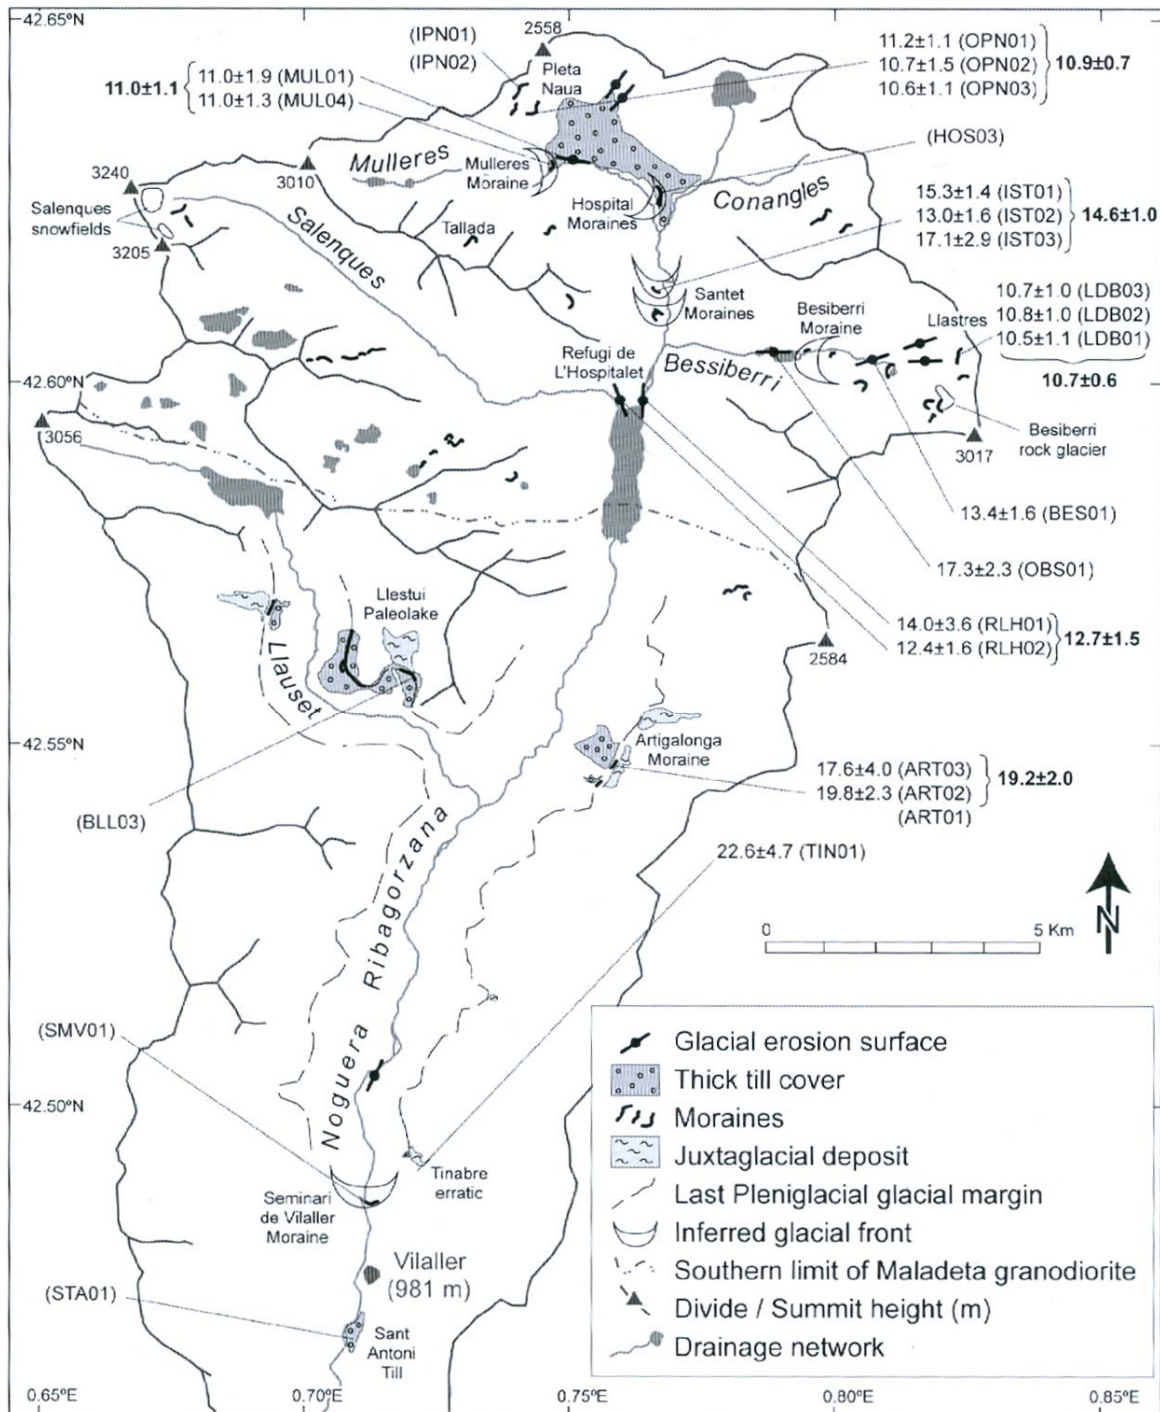 42.65ºN
2558
(IPN01)
(IPN02)
Pleta
Naua
11.2±1.1 (OPN01)
10.7±1.5 (OPN02)
10.6±1.1 (OPN03)
10.9±0.7
11.0±1.1
11.0±1.9 (MUL01)
11.0±1.3 (MUL04)
(HOS03)
Mulleres
Mulleres
Moraine
3240
3010
Salenques
snowfields
3205
Salenques
Tallada
Hospital
Moraines
Conangles
15.3±1.4 (IST01)
13.0±1.6 (IST02)
17.1±2.9 (IST03)
14.6±1.0
Santet
Moraines
Besiberri
Moraine
Llastres
10.7±1.0 (LDB03)
10.8±1.0 (LDB02)
10.5±1.1 (LDB01)
10.7±0.6
Refugi de
L'Hospitalet
Bessiberri
42.60ºN
3056
Besiberri
rock glacier
3017
13.4±1.6 (BES01)
17.3±2.3 (OBS01)
14.0±3.6 (RLH01)
12.4±1.6 (RLH02)
12.7±1.5
2584
Llestui
Paleolake
Llauset
42.55ºN
Artigalonga
Moraine
17.6±4.0 (ART03)
19.8±2.3 (ART02)
(ART01)
19.2±2.0
(BLL03)
22.6±4.7 (TIN01)
Noguera Ribagorzana
N
0
5 Km
(SMV01)
42.50ºN
Tinabre
erratic
Seminari
de Vilaller
Moraine
Vilaller
(981 m)
(STA01)
Sant
Antoni
Till
Glacial erosion surface
Thick till cover
Moraines
Juxtaglacial deposit
Last Pleniglacial glacial margin
Inferred glacial front
Southern limit of Maladeta granodiorite
Divide / Summit height (m)
Drainage network
0.65ºE
0.70ºE
0.75ºE
0.80ºE
0.85ºE